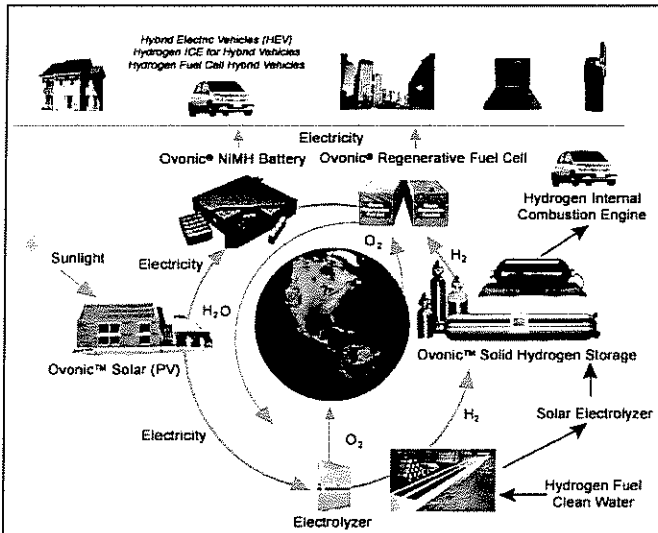 Hybrid Electric Vehicles (HEV)
Hydrogen ICE for Hybrid Vehicles
Hydrogen Fuel Cell Hybrid Vehicles
Electricity
Ovonic® NiMH Battery
Ovonic® Regenerative Fuel Cell
Hydrogen Internal
Combustion Engine
Sunlight
Electricity
O₂
H₂
H₂O
Ovonic™ Solar (PV)
Ovonic™ Solid Hydrogen Storage
Electricity
O₂
H₂
Solar Electrolyzer
Hydrogen Fuel
Clean Water
Electrolyzer